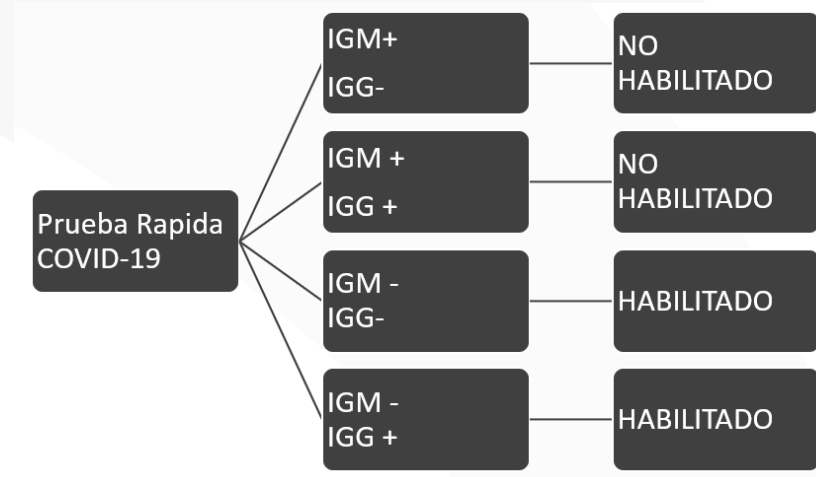 Prueba Rapida
COVID-19
IGM+
IGG-
NO
HABILITADO
IGM +
IGG +
NO
HABILITADO
IGM -
IGG-
HABILITADO
IGM -
IGG +
HABILITADO